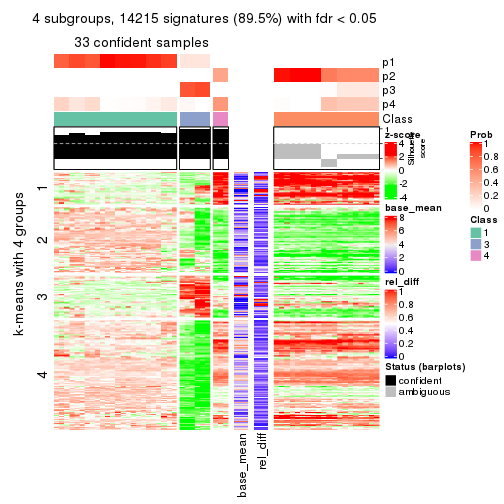 4 subgroups, 14215 signatures (89.5%) with fdr < 0.05
33 confident samples
p1
p2
p3
p4
Class
1
Silhouette
score
k-means with 4 groups
1
2
3
4
base_mean
rel_diff
z-score
4
2
0
-2
-4
base_mean
8
6
4
2
0
rel_diff
1
0.8
0.6
0.4
0.2
0
Status (barplots)
confident
ambiguous
Prob
1
0.8
0.6
0.4
0.2
0
Class
1
3
4